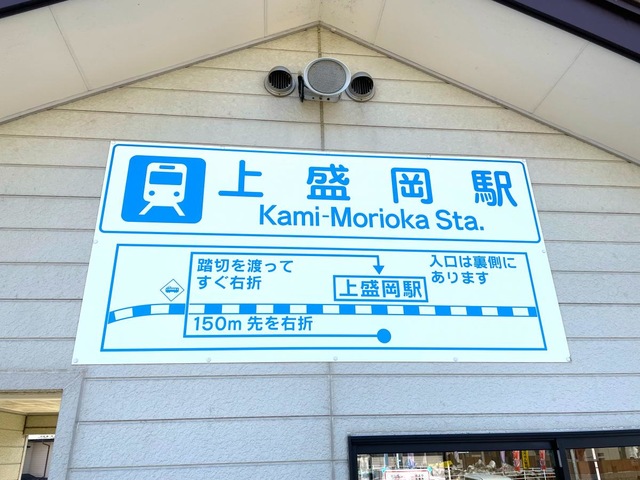 上盛岡駅
Kami-Morioka Sta.
踏切を渡って
すぐ右折
上盛岡駅
入口は裏側に
あります
150m 先を右折